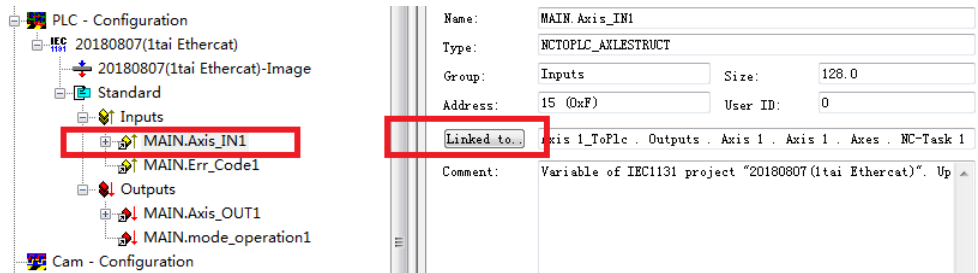 PLC - Configuration
IEC 1131 20180807(1tai Ethercat)
20180807(1tai Ethercat)-Image
Standard
Inputs
MAIN.Axis_IN1
MAIN.Err_Code1
Outputs
MAIN.Axis_OUT1
MAIN.mode_operation1
Cam - Configuration
Name: MAIN.Axis_IN1
Type: NCTOPLC_AXLESTRUCT
Group: Inputs Size: 128.0
Address: 15 (0xF) User ID: 0
Linked to.. Axis 1_ToPlc . Outputs . Axis 1 . Axis 1 . Axes . NC-Task 1
Comment: Variable of IEC1131 project "20180807(1tai Ethercat)". Up